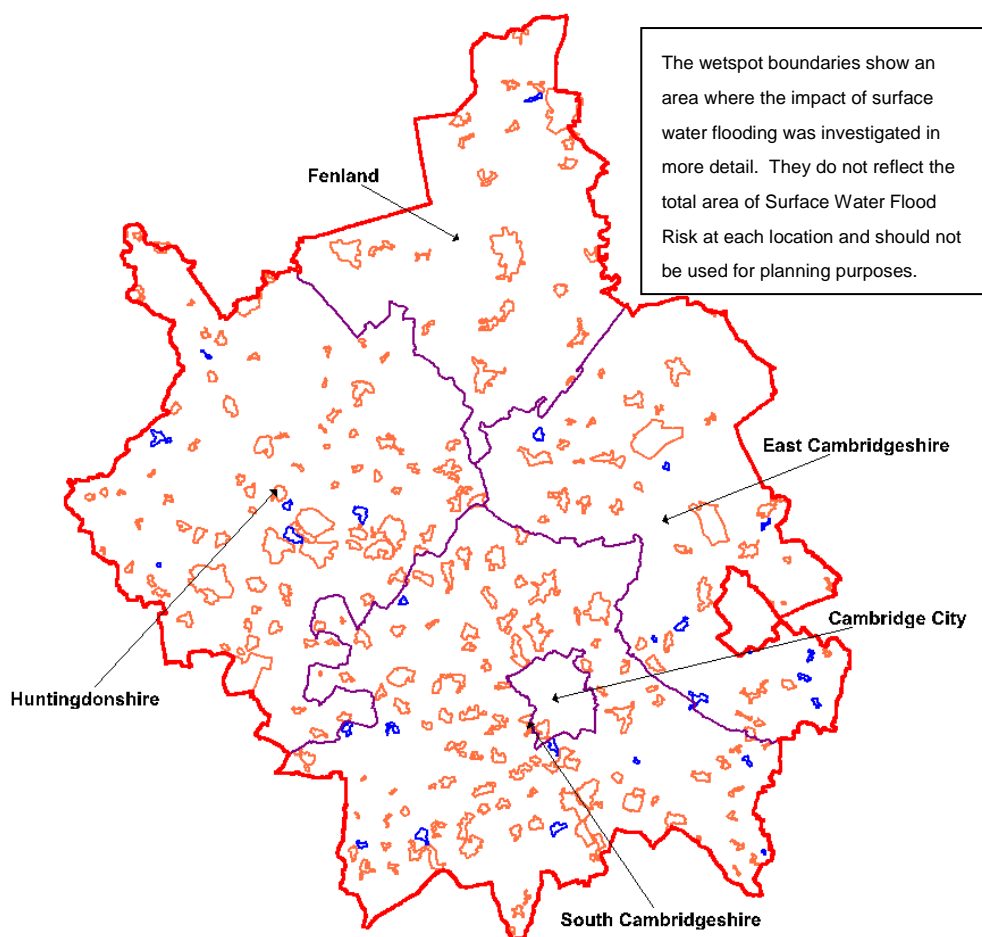 The wetspot boundaries show an
area where the impact of surface
water flooding was investigated in
more detail.  They do not reflect the
total area of Surface Water Flood
Risk at each location and should not
be used for planning purposes.
Fenland
East Cambridgeshire
Cambridge City
Huntingdonshire
South Cambridgeshire